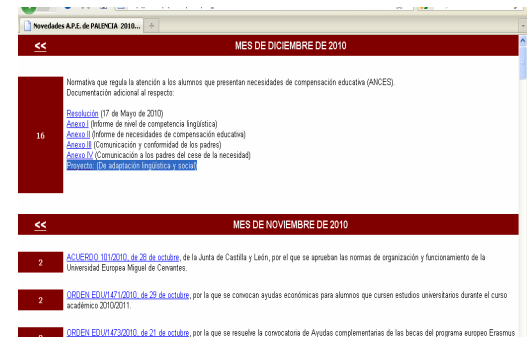 Novedades A.P.E. de PALENCIA 2010...
<<
MES DE DICIEMBRE DE 2010
16
Normativa que regula la atención a los alumnos que presentan necesidades de compensación educativa (ANCES).
Documentación adicional al respecto:
Resolución (17 de Mayo de 2010)
Anexo I (Informe de nivel de competencia lingüística)
Anexo II (Informe de necesidades de compensación educativa)
Anexo III (Comunicación y conformidad de los padres)
Anexo IV (Comunicación a los padres del cese de la necesidad)
Proyecto: (De adaptación lingüística y social)
<<
MES DE NOVIEMBRE DE 2010
2
ACUERDO 101/2010, de 28 de octubre, de la Junta de Castilla y León, por el que se aprueban las normas de organización y funcionamiento de la
Universidad Europea Miguel de Cervantes.
2
ORDEN EDU/1471/2010, de 29 de octubre, por la que se convocan ayudas económicas para alumnos que cursen estudios universitarios durante el curso
académico 2010/2011.
ORDEN EDU/1473/2010, de 21 de octubre, por la que se resuelve la convocatoria de Ayudas complementarias de las becas del programa europeo Erasmus